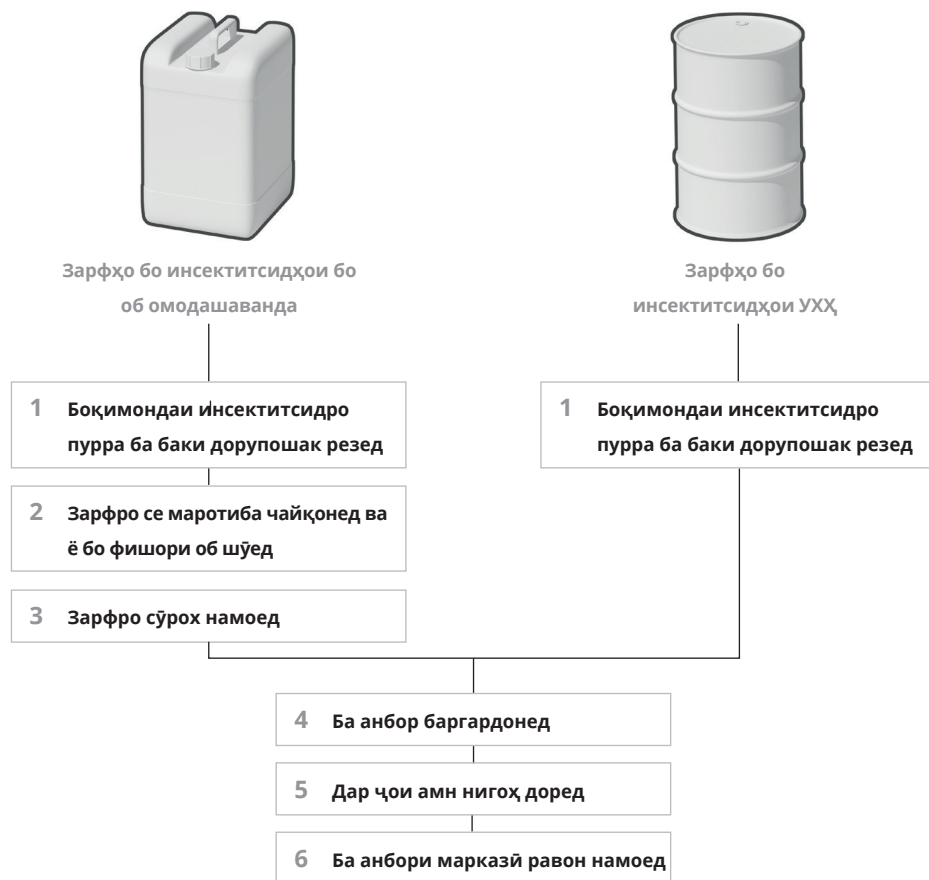 Зарфҳо бо инсектитсидҳои бо
об омодашаванда
1 Боқимондаи инсектитсидро
пурра ба баки дорупошак резед
2 Зарфро се маротиба чайқонед ва
ё бо фишори об шӯед
3 Зарфро сӯрох намоед
Зарфҳо бо
инсектитсидҳои УХҲ
1 Боқимондаи инсектитсидро
пурра ба баки дорупошак резед
4 Ба анбор баргардонед
5 Дар ҷои амн нигоҳ доред
6 Ба анбори марказӣ равон намоед